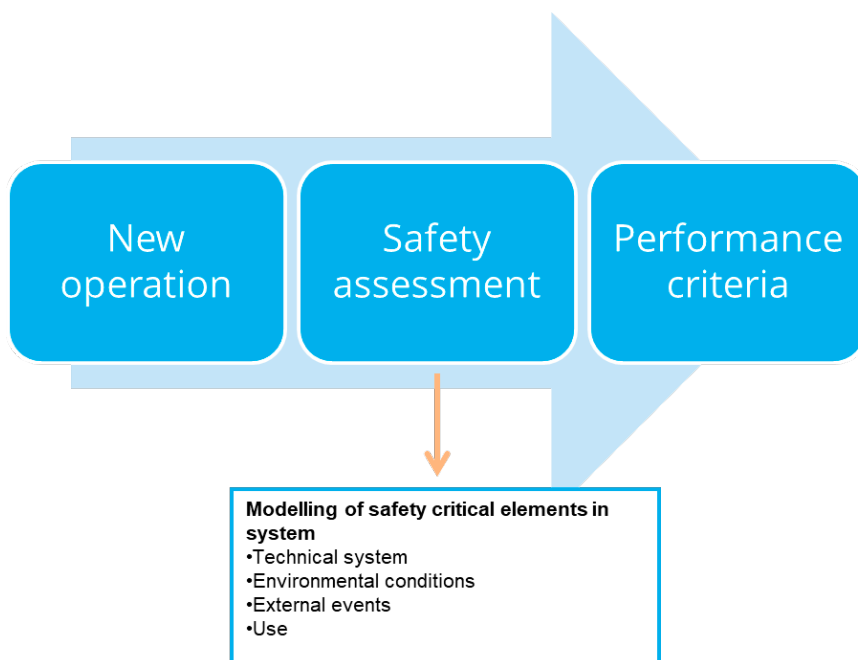 New
operation
Safety
assessment
Performance
criteria
Modelling of safety critical elements in
system
•Technical system
•Environmental conditions
•External events
•Use